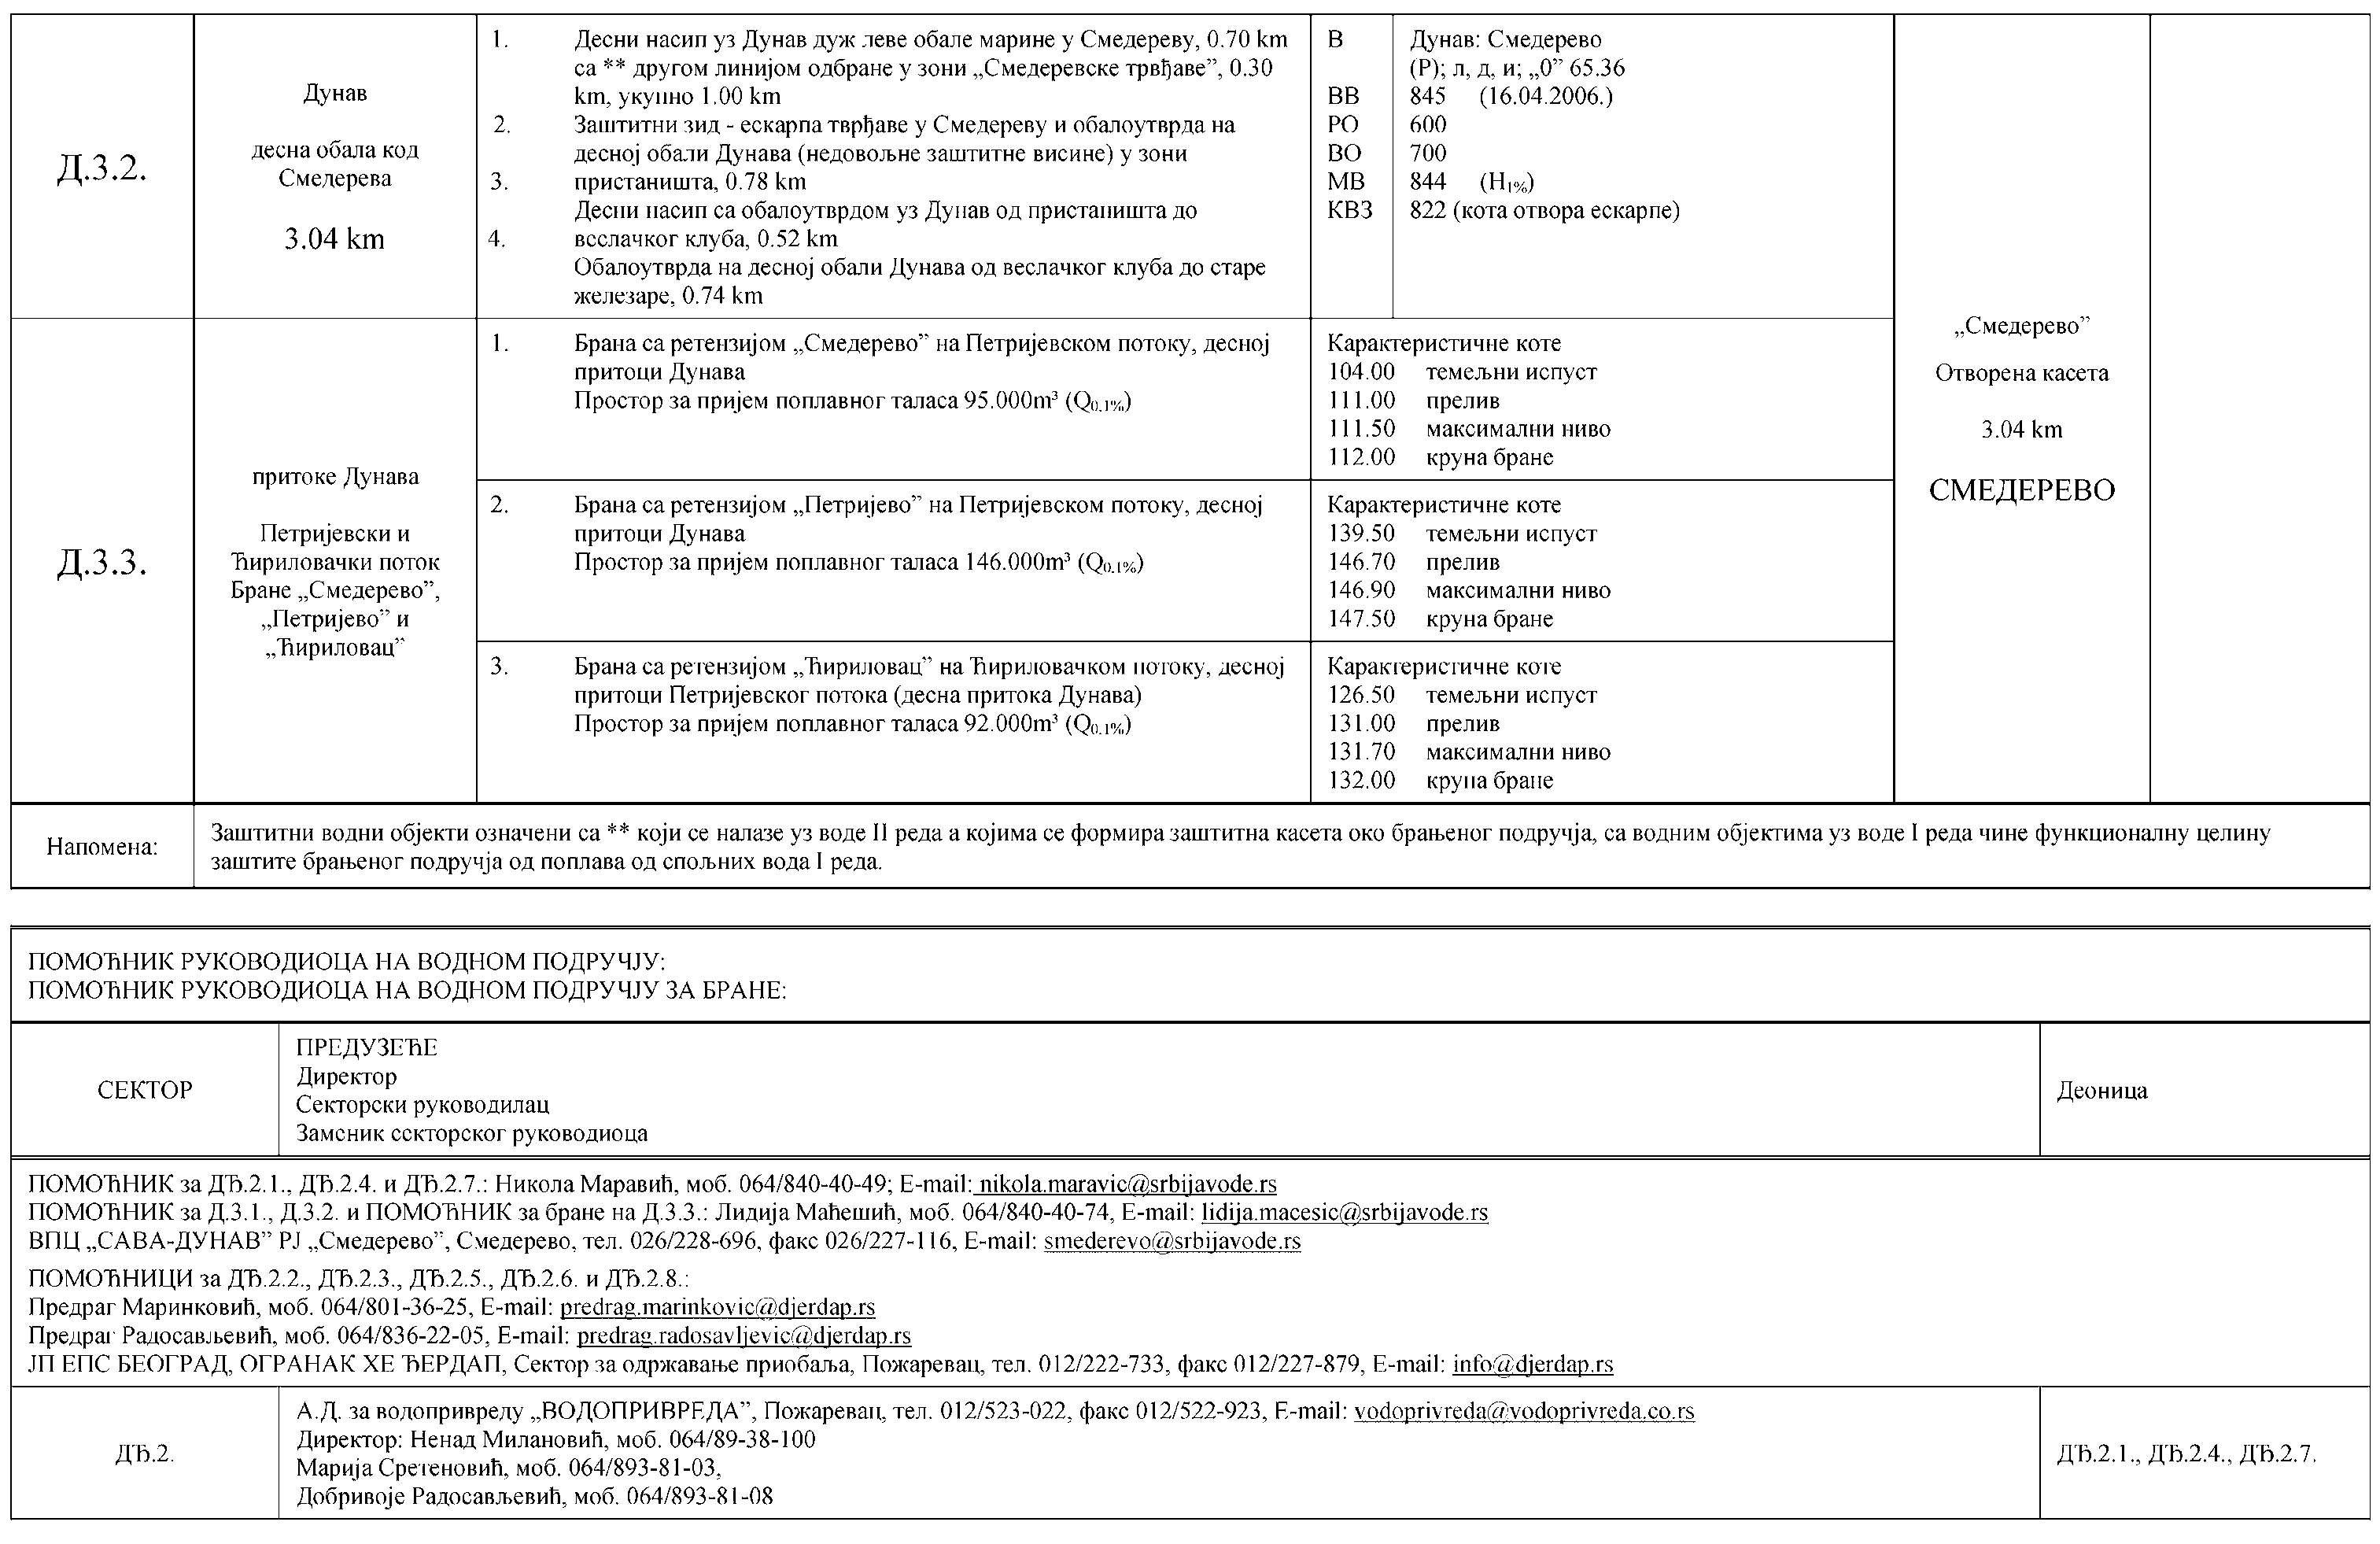 Д.3.2.
Дунав
десна обала код
Смедерева
3.04 km
1. Десни насип уз Дунав дуж леве обале марине у Смедереву, 0.70 km
са ** другом линијом одбране у зони „Смедеревске трвђаве”, 0.30
km, укупно 1.00 km
2. Заштитни зид - ескарпа тврђаве у Смедереву и обалоутврда на
десној обали Дунава (недовољне заштитне висине) у зони
3. пристаништа, 0.78 km
Десни насип са обалоутврдом уз Дунав од пристаништа до
4. веслачког клуба, 0.52 km
Обалоутврда на десној обали Дунава од веслачког клуба до старе
железаре, 0.74 km
В Дунав: Смедерево
(Р); л, д, и; „0” 65.36
ВВ 845 (16.04.2006.)
РО 600
ВО 700
МВ 844 (H1%)
КВЗ 822 (кота отвора ескарпе)
„Смедерево”
Отворена касета
3.04 km
СМЕДЕРЕВО
Д.3.3.
притоке Дунава
Петријевски и
Ћириловачки поток
Бране „Смедерево”,
„Петријево” и
„Ћириловац”
1. Брана са ретензијом „Смедерево” на Петријевском потоку, десној
притоци Дунава
Простор за пријем поплавног таласа 95.000m³ (Q0.1%)
Карактеристичне коте
104.00 темељни испуст
111.00 прелив
111.50 максимални ниво
112.00 круна бране
2. Брана са ретензијом „Петријево” на Петријевском потоку, десној
притоци Дунава
Простор за пријем поплавног таласа 146.000m³ (Q0.1%)
Карактеристичне коте
139.50 темељни испуст
146.70 прелив
146.90 максимални ниво
147.50 круна бране
3. Брана са ретензијом „Ћириловац” на Ћириловачком потоку, десној
притоци Петријевског потока (десна притока Дунава)
Простор за пријем поплавног таласа 92.000m³ (Q0.1%)
Карактеристичне коте
126.50 темељни испуст
131.00 прелив
131.70 максимални ниво
132.00 круна бране
Напомена:
Заштитни водни објекти означени са ** који се налазе уз воде II реда а којима се формира заштитна касета око брањеног подручја, са водним објектима уз воде I реда чине функционалну целину
заштите брањеног подручја од поплава од спољних вода I реда.
ПОМОЋНИК РУКОВОДИОЦА НА ВОДНОМ ПОДРУЧЈУ:
ПОМОЋНИК РУКОВОДИОЦА НА ВОДНОМ ПОДРУЧЈУ ЗА БРАНЕ:
СЕКТОР
ПРЕДУЗЕЋЕ
Директор
Секторски руководилац
Заменик секторског руководиоца
Деоница
ПОМОЋНИК за ДЂ.2.1., ДЂ.2.4. и ДЂ.2.7.: Никола Маравић, моб. 064/840-40-49; E-mail: nikola.maravic@srbijavode.rs
ПОМОЋНИК за Д.3.1., Д.3.2. и ПОМОЋНИК за бране на Д.3.3.: Лидија Маћешић, моб. 064/840-40-74, E-mail: lidija.macesic@srbijavode.rs
ВПЦ „САВА-ДУНАВ” РЈ „Смедерево”, Смедерево, тел. 026/228-696, факс 026/227-116, E-mail: smederevo@srbijavode.rs
ПОМОЋНИЦИ за ДЂ.2.2., ДЂ.2.3., ДЂ.2.5., ДЂ.2.6. и ДЂ.2.8.:
Предраг Маринковић, моб. 064/801-36-25, E-mail: predrag.marinkovic@djerdap.rs
Предраг Радосављевић, моб. 064/836-22-05, E-mail: predrag.radosavljevic@djerdap.rs
ЈП ЕПС БЕОГРАД, ОГРАНАК ХЕ ЂЕРДАП, Сектор за одржавање приобаља, Пожаревац, тел. 012/222-733, факс 012/227-879, E-mail: info@djerdap.rs
ДЂ.2.
А.Д. за водопривреду „ВОДОПРИВРЕДА”, Пожаревац, тел. 012/523-022, факс 012/522-923, E-mail: vodoprivreda@vodoprivreda.co.rs
Директор: Ненад Милановић, моб. 064/89-38-100
Марија Сретеновић, моб. 064/893-81-03,
Добривоје Радосављевић, моб. 064/893-81-08
ДЂ.2.1., ДЂ.2.4., ДЂ.2.7.